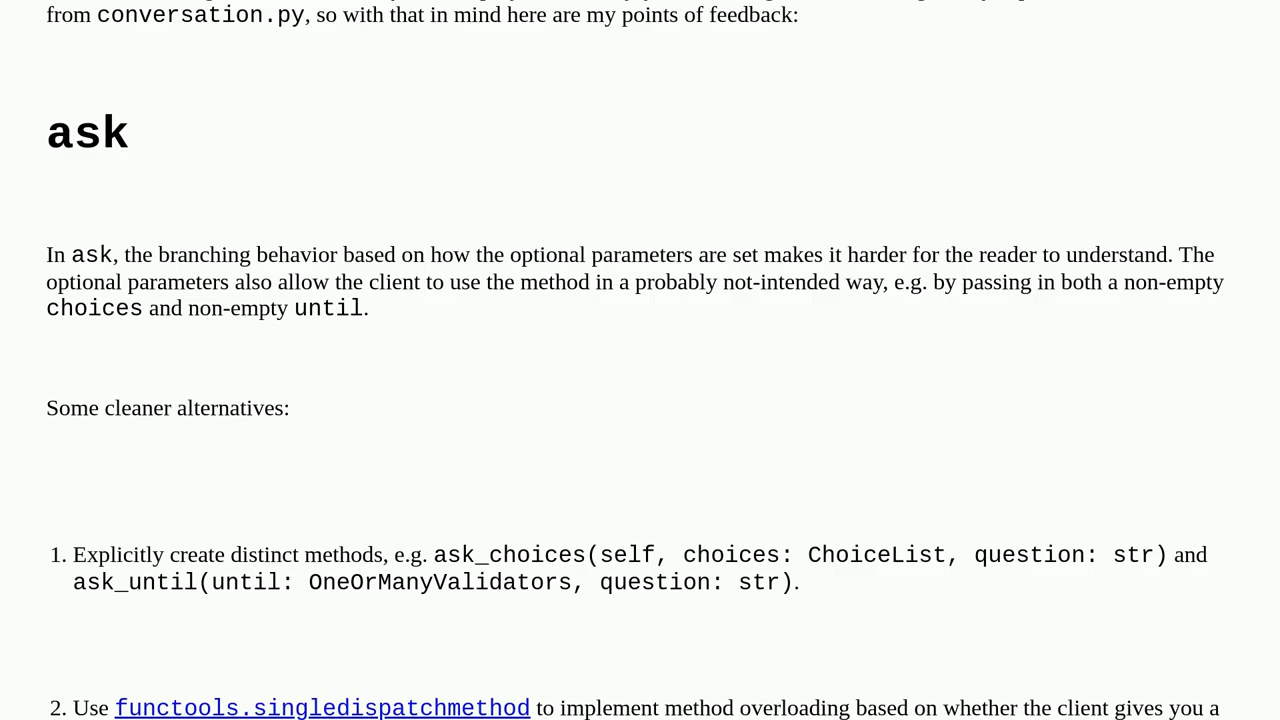 from conversation.py, so with that in mind here are my points of feedback:
ask
In ask, the branching behavior based on how the optional parameters are set makes it harder for the reader to understand. The
optional parameters also allow the client to use the method in a probably not-intended way, e.g. by passing in both a non-empty
choices and non-empty until.
Some cleaner alternatives:
1. Explicitly create distinct methods, e.g. ask_choices(self, choices: ChoiceList, question: str) and
ask_until(until: OneOrManyValidators, question: str).
2. Use functools.singledispatchmethod to implement method overloading based on whether the client gives you a